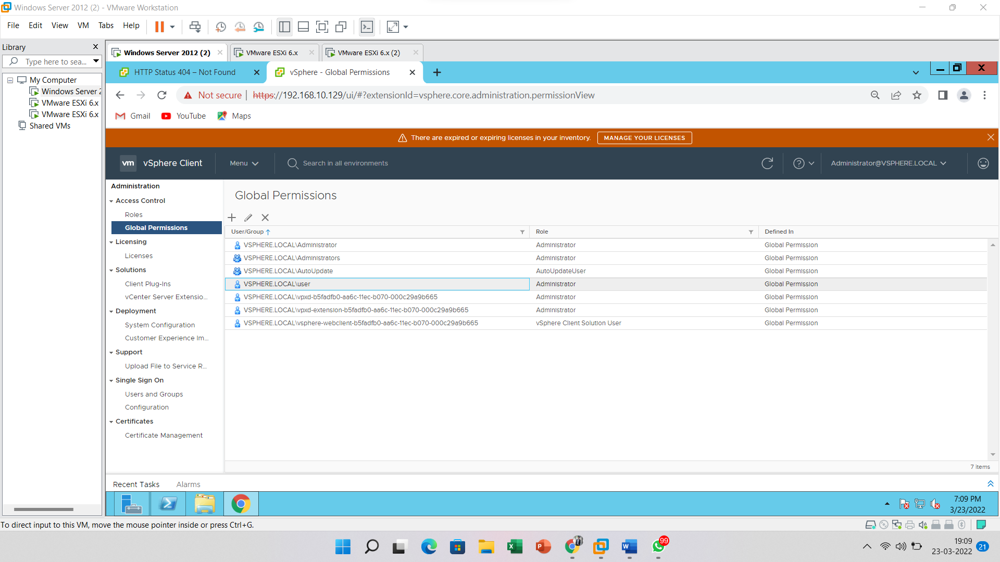 Windows Server 2012 (2) - VMware Workstation
File Edit View VM Tabs Help
Library
Type here to sea...
My Computer
Windows Server 2
VMware ESXi 6.x
VMware ESXi 6.x
Shared VMs
Windows Server 2012 (2)
VMware ESXi 6.x
VMware ESXi 6.x (2)
HTTP Status 404 – Not Found
vSphere - Global Permissions
Not secure
https://192.168.10.129/ui/#?extensionId=vsphere.core.administration.permissionView
Gmail
YouTube
Maps
There are expired or expiring licenses in your inventory.
MANAGE YOUR LICENSES
vm
vSphere Client
Menu
Search in all environments
Administrator@VSPHERE.LOCAL
Administration
Access Control
Roles
Global Permissions
Licensing
Licenses
Solutions
Client Plug-Ins
vCenter Server Extensio...
Deployment
System Configuration
Customer Experience Im...
Support
Upload File to Service R...
Single Sign On
Users and Groups
Configuration
Certificates
Certificate Management
Global Permissions
User/Group Role Defined In
VSPHERE.LOCAL\Administrator Administrator Global Permission
VSPHERE.LOCAL\Administrators Administrator Global Permission
VSPHERE.LOCAL\AutoUpdate AutoUpdateUser Global Permission
VSPHERE.LOCAL\user Administrator Global Permission
VSPHERE.LOCAL\vpxd-b5fadfb0-aa6c-11ec-b070-000c29a9b665 Administrator Global Permission
VSPHERE.LOCAL\vpxd-extension-b5fadfb0-aa6c-11ec-b070-000c29a9b665 Administrator Global Permission
VSPHERE.LOCAL\vsphere-webclient-b5fadfb0-aa6c-11ec-b070-000c29a9b665 vSphere Client Solution User Global Permission
7 items
Recent Tasks Alarms
7:09 PM
3/23/2022
To direct input to this VM, move the mouse pointer inside or press Ctrl+G.
99
19:09
23-03-2022
21